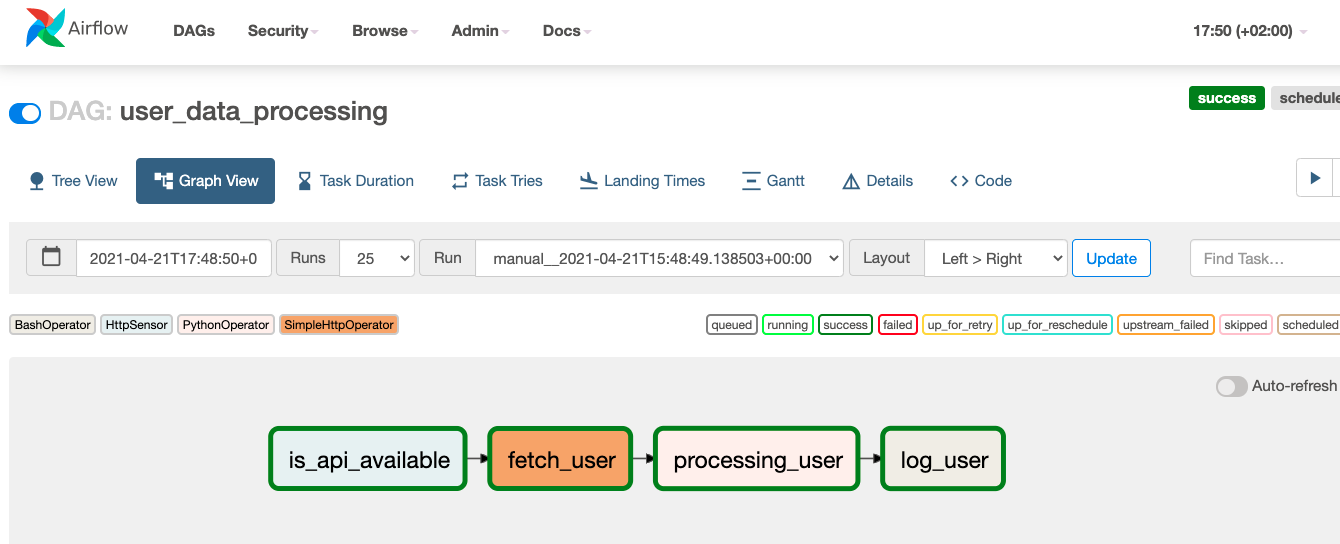 Airflow DAGs Security Browse Admin Docs 17:50 (+02:00)
DAG: user_data_processing success schedule
Tree View Graph View Task Duration Task Tries Landing Times Gantt Details Code
2021-04-21T17:48:50+0 Runs 25 Run manual__2021-04-21T15:48:49.138503+00:00 Layout Left > Right Update Find Task…
BashOperator HttpSensor PythonOperator SimpleHttpOperator queued running success failed up_for_retry up_for_reschedule upstream_failed skipped scheduled
Auto-refresh
is_api_available fetch_user processing_user log_user